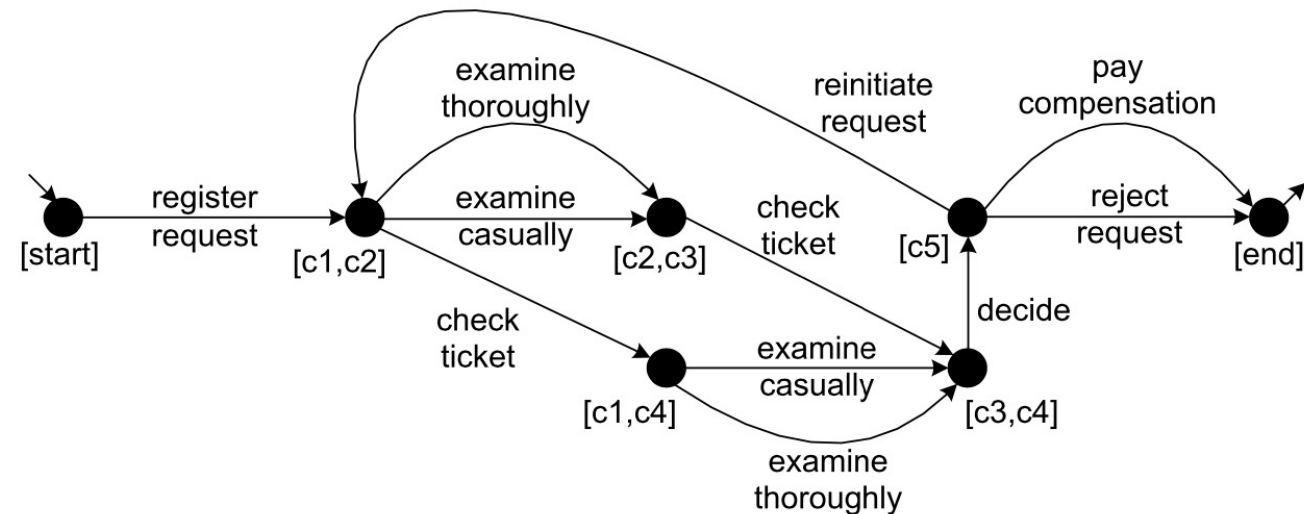 examine
thoroughly
reinitiate
request
pay
compensation
register
request
examine
casually
check
ticket
reject
request
[start]
[c1,c2]
[c2,c3]
[c5]
[end]
check
ticket
decide
examine
casually
[c1,c4]
[c3,c4]
examine
thoroughly